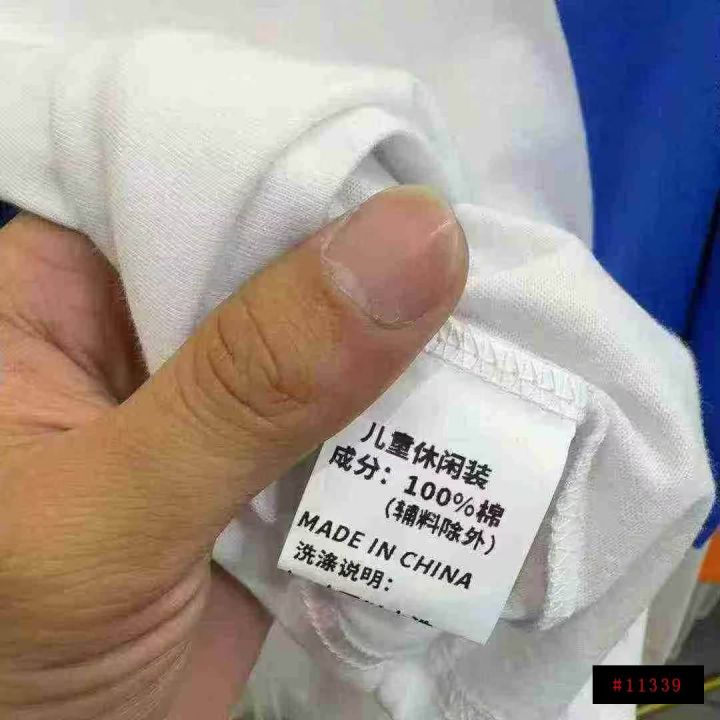 儿童休闲装
成分：100%棉
（辅料除外）
MADE IN CHINA
洗涤说明：
#11339